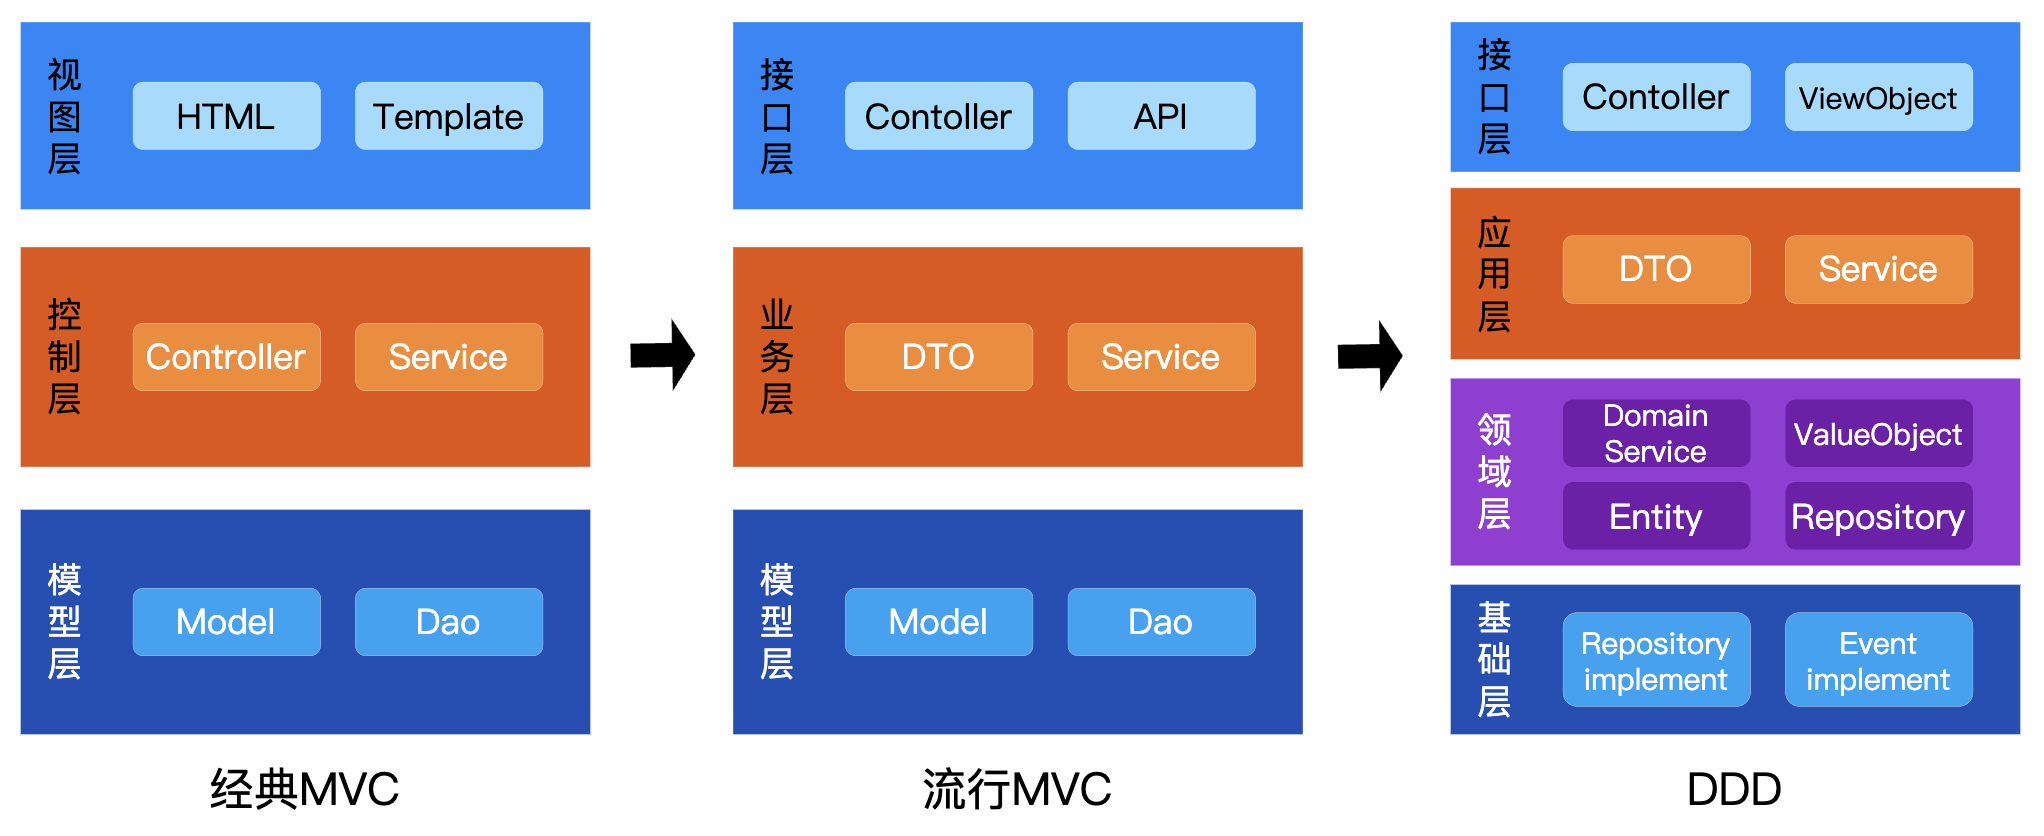 视图层
HTML
Template
控制层
Controller
Service
模型层
Model
Dao
经典MVC
接口层
Contoller
API
业务层
DTO
Service
模型层
Model
Dao
流行MVC
接口层
Contoller
ViewObject
应用层
DTO
Service
领域层
Domain
Service
ValueObject
Entity
Repository
基础层
Repository
implement
Event
implement
DDD